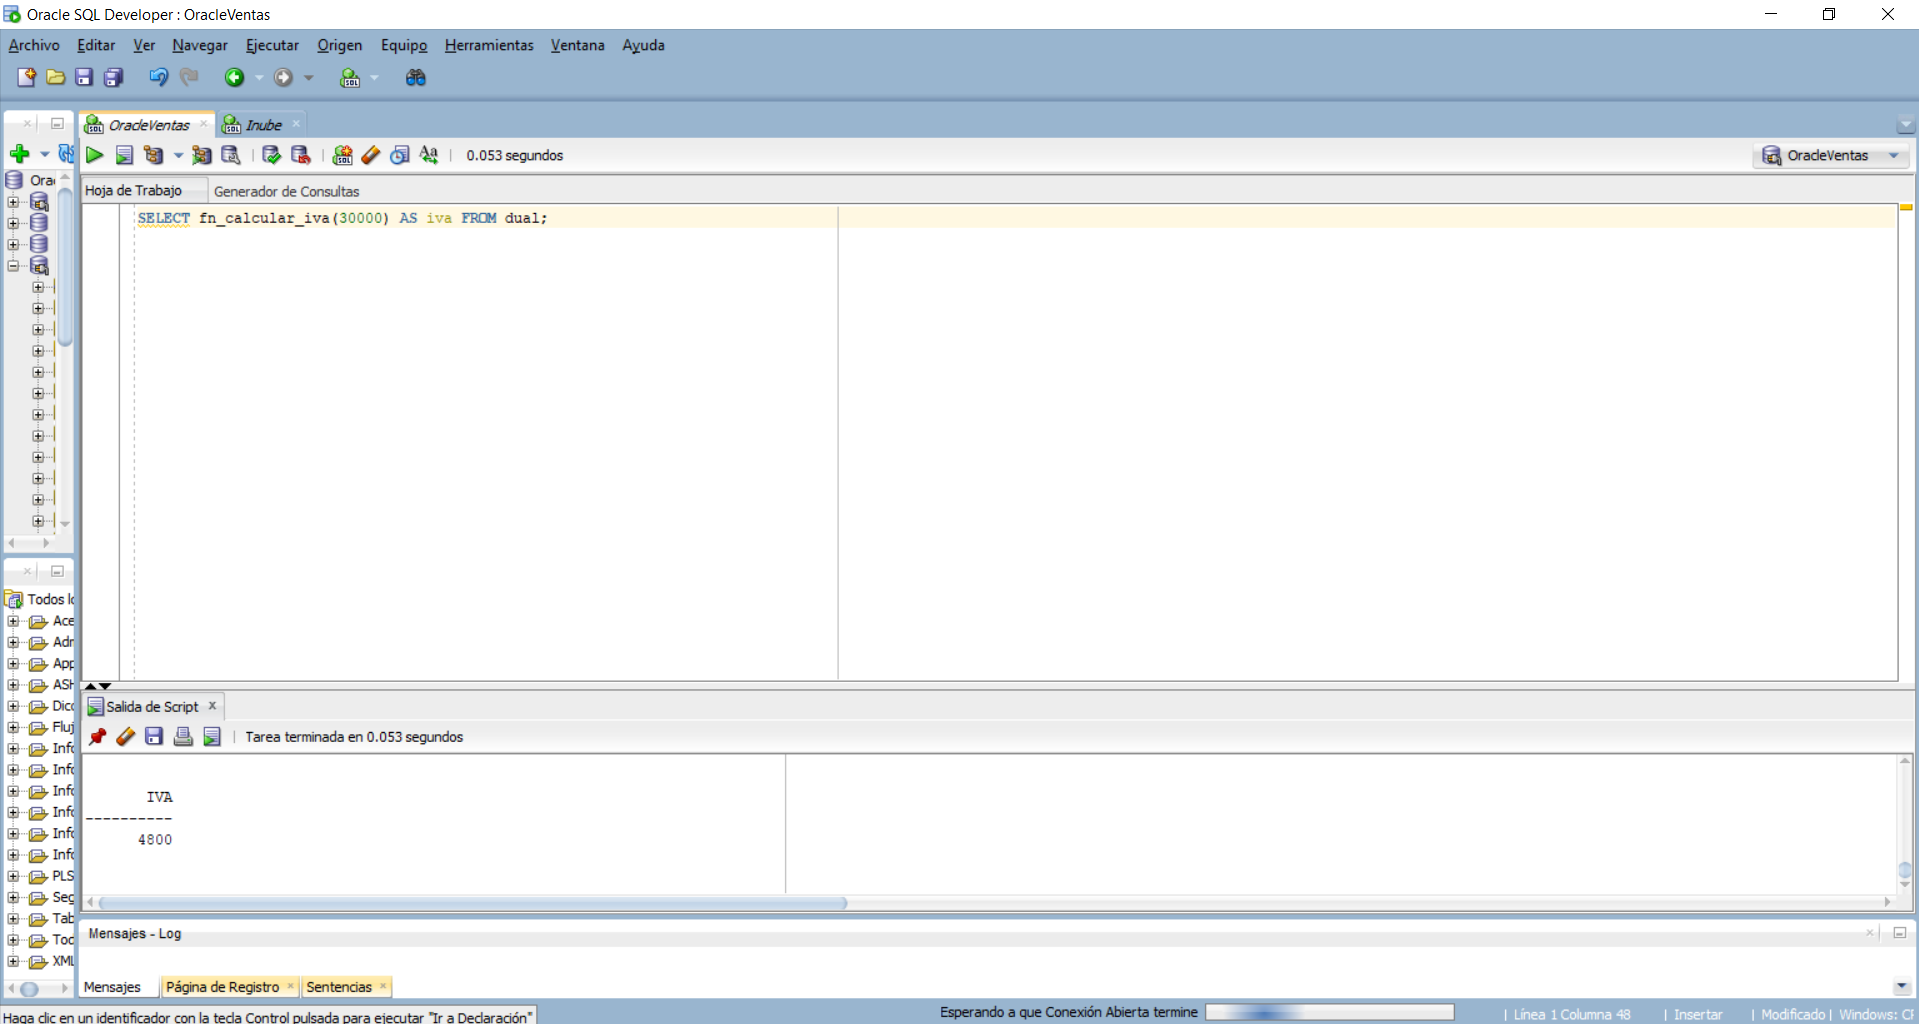 Oracle SQL Developer : OracleVentas
Archivo Editar Ver Navegar Ejecutar Origen Equipo Herramientas Ventana Ayuda
OracleVentas
Inube
0.053 segundos
OracleVentas
Hoja de Trabajo
Generador de Consultas
SELECT fn_calcular_iva(30000) AS iva FROM dual;
Todos
Salida de Script
Tarea terminada en 0.053 segundos
IVA
----------
4800
Mensajes - Log
Mensajes
Página de Registro
Sentencias
Haga clic en un identificador con la tecla Control pulsada para ejecutar "Ir a Declaración"
Esperando a que Conexión Abierta termine
Línea 1 Columna 48
Insertar
Modificado
Windows: